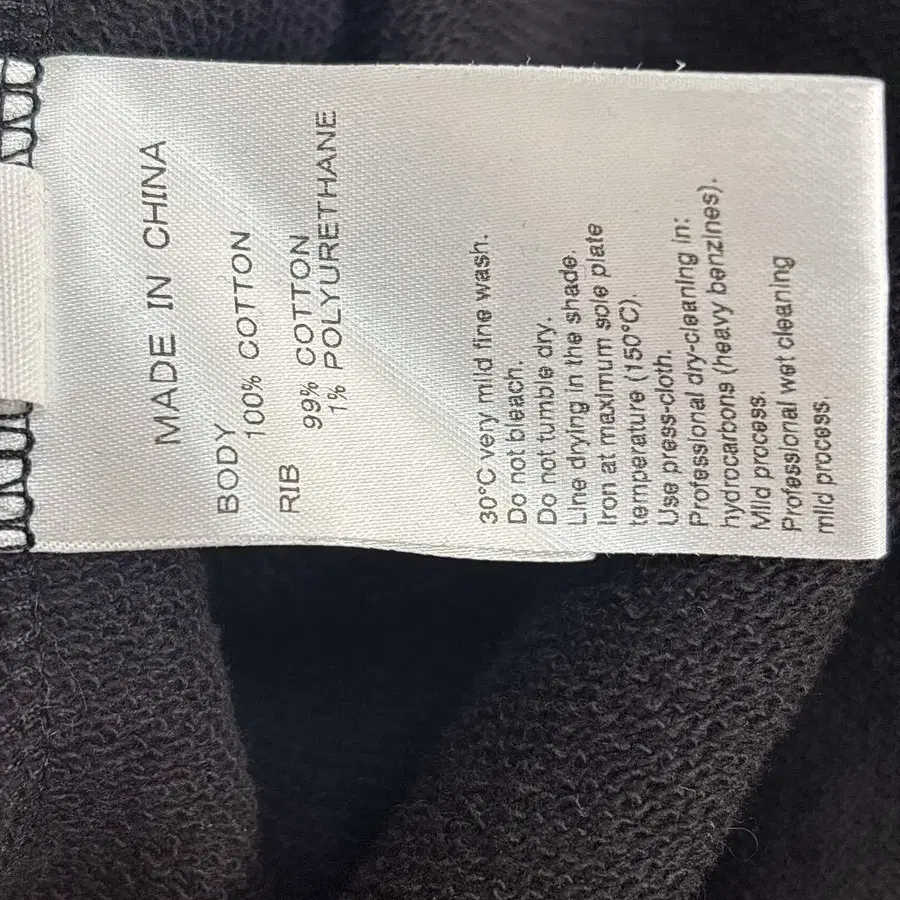 MADE IN CHINA
BODY
100% COTTON
RIB
99% COTTON
1% POLYURETHANE
30°C very mild fine wash.
Do not bleach.
Do not tumble dry.
Line drying in the shade.
Iron at maximum sole plate
temperature (150°C).
Use press-cloth.
Professional dry-cleaning in:
hydrocarbons (heavy benzines).
Mild process.
Professional wet cleaning
mild process.